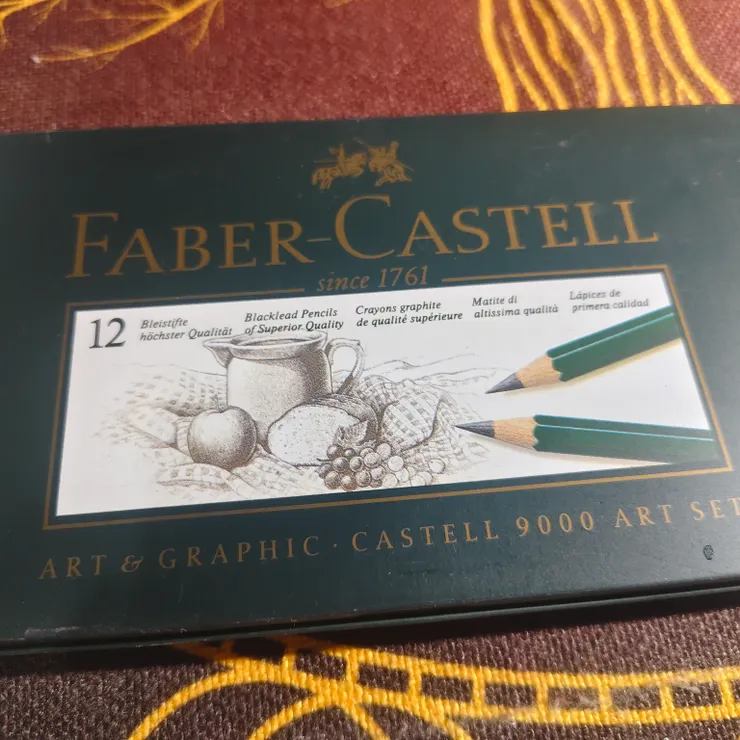 FABER-CASTELL
since 1761
12
Bleistifte
höchster Qualität
Blacklead Pencils
of Superior Quality
Crayons graphite
de qualité supérieure
Matite di
altissima qualità
Lápices de
primera calidad
ART & GRAPHIC · CASTELL 9000 ART SET